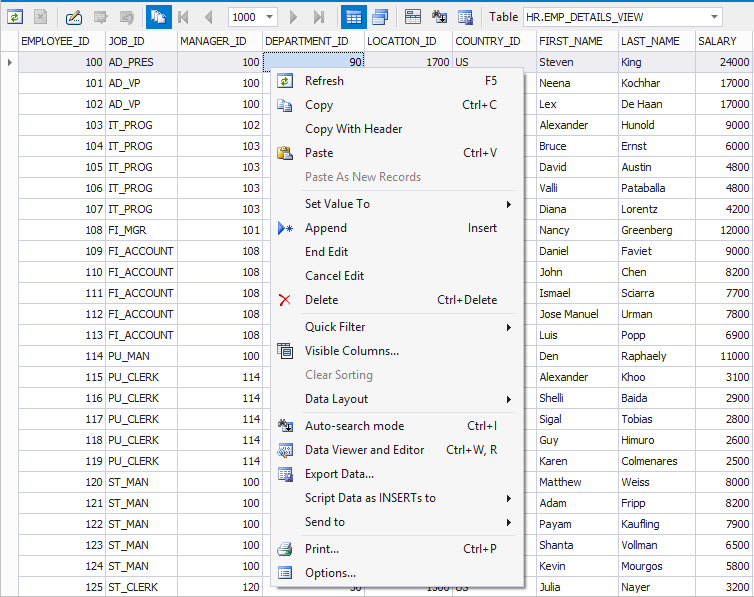 1000 Table HR.EMP_DETAILS_VIEW
EMPLOYEE_ID JOB_ID MANAGER_ID DEPARTMENT_ID LOCATION_ID COUNTRY_ID FIRST_NAME LAST_NAME SALARY
100 AD_PRES 100 90 1700 US Steven King 24000
101 AD_VP 100 Neena Kochhar 17000
102 AD_VP 100 Lex De Haan 17000
103 IT_PROG 102 Alexander Hunold 9000
104 IT_PROG 103 Bruce Ernst 6000
105 IT_PROG 103 David Austin 4800
106 IT_PROG 103 Valli Pataballa 4800
107 IT_PROG 103 Diana Lorentz 4200
108 FI_MGR 101 Nancy Greenberg 12000
109 FI_ACCOUNT 108 Daniel Faviet 9000
110 FI_ACCOUNT 108 John Chen 8200
111 FI_ACCOUNT 108 Ismael Sciarra 7700
112 FI_ACCOUNT 108 Jose Manuel Urman 7800
113 FI_ACCOUNT 108 Luis Popp 6900
114 PU_MAN 100 Den Raphaely 11000
115 PU_CLERK 114 Alexander Khoo 3100
116 PU_CLERK 114 Shelli Baida 2900
117 PU_CLERK 114 Sigal Tobias 2800
118 PU_CLERK 114 Guy Himuro 2600
119 PU_CLERK 114 Karen Colmenares 2500
120 ST_MAN 100 Matthew Weiss 8000
121 ST_MAN 100 Adam Fripp 8200
122 ST_MAN 100 Payam Kaufling 7900
123 ST_MAN 100 Shanta Vollman 6500
124 ST_MAN 100 Kevin Mourgos 5800
125 ST_CLERK 120 Julia Nayer 3200
Refresh F5
Copy Ctrl+C
Copy With Header
Paste Ctrl+V
Paste As New Records
Set Value To
Append Insert
End Edit
Cancel Edit
Delete Ctrl+Delete
Quick Filter
Visible Columns...
Clear Sorting
Data Layout
Auto-search mode Ctrl+I
Data Viewer and Editor Ctrl+W, R
Export Data...
Script Data as INSERTs to
Send to
Print... Ctrl+P
Options...